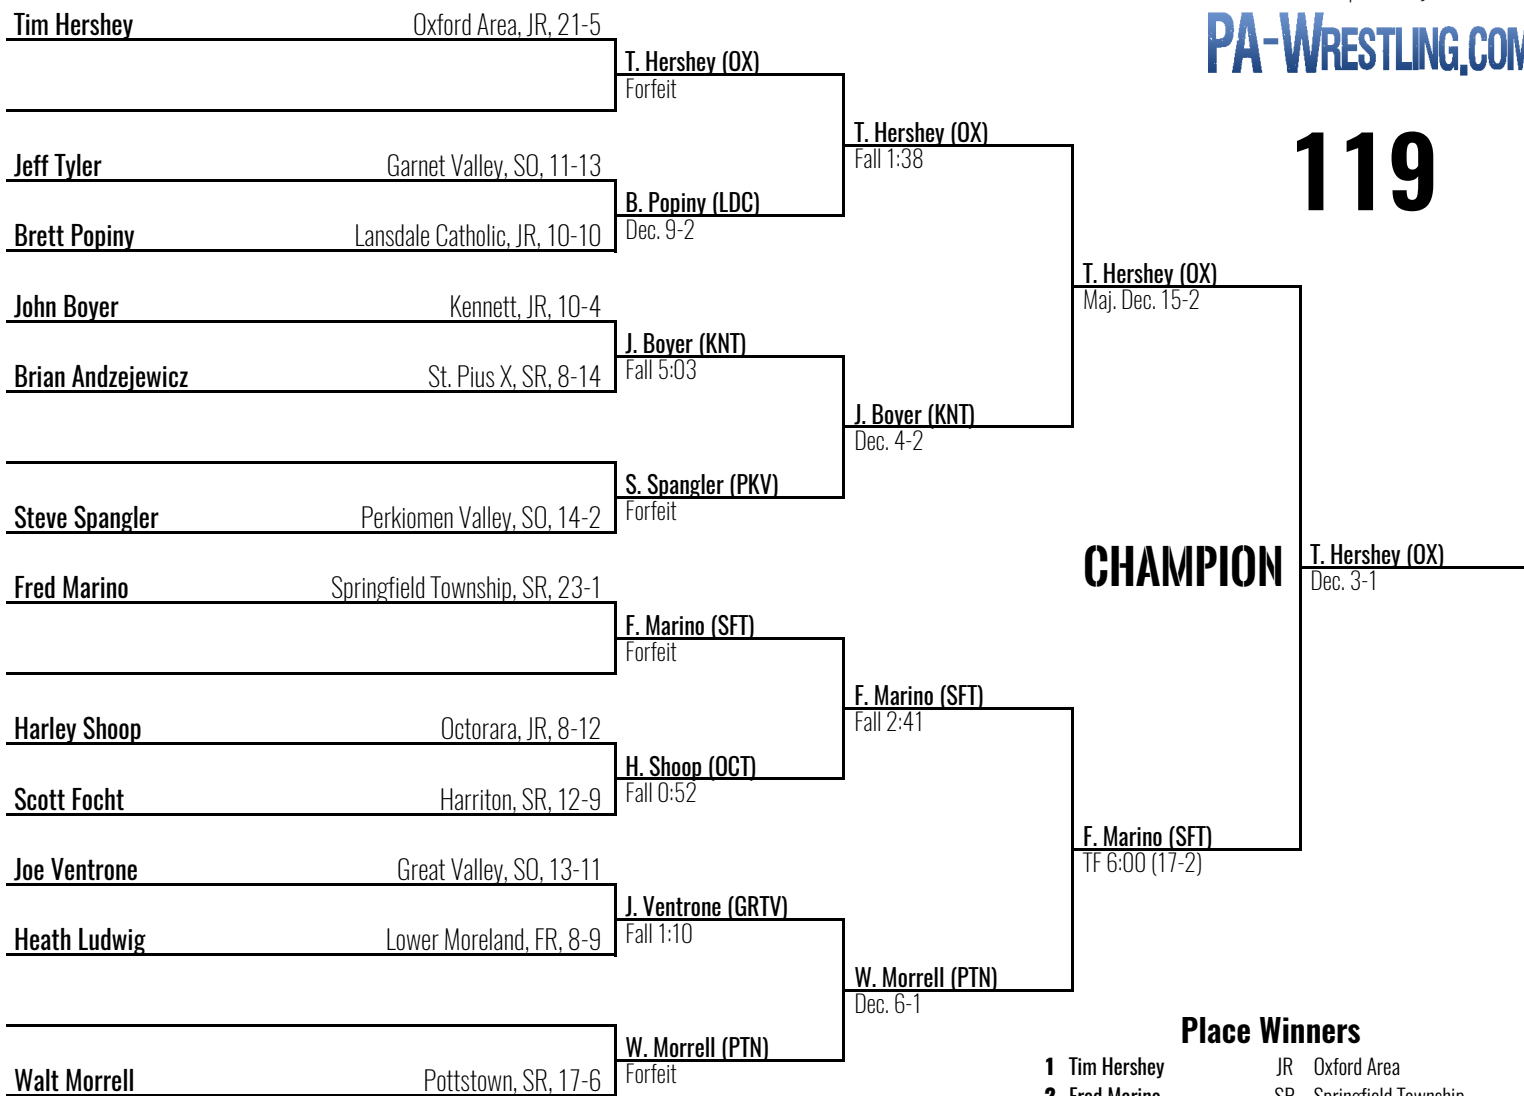 Tim Hershey Oxford Area, JR, 21-5
T. Hershey (OX)
Forfeit
PA-WRESTLING.COM
119
T. Hershey (OX)
Fall 1:38
Jeff Tyler Garnet Valley, SO, 11-13
B. Popiny (LDC)
Dec. 9-2
Brett Popiny Lansdale Catholic, JR, 10-10
T. Hershey (OX)
Maj. Dec. 15-2
John Boyer Kennett, JR, 10-4
J. Boyer (KNT)
Fall 5:03
Brian Andzejewicz St. Pius X, SR, 8-14
J. Boyer (KNT)
Dec. 4-2
S. Spangler (PKV)
Forfeit
Steve Spangler Perkiomen Valley, SO, 14-2
CHAMPION
T. Hershey (OX)
Dec. 3-1
Fred Marino Springfield Township, SR, 23-1
F. Marino (SFT)
Forfeit
F. Marino (SFT)
Fall 2:41
Harley Shoop Octorara, JR, 8-12
H. Shoop (OCT)
Fall 0:52
Scott Focht Harriton, SR, 12-9
F. Marino (SFT)
TF 6:00 (17-2)
Joe Ventrone Great Valley, SO, 13-11
J. Ventrone (GRTV)
Fall 1:10
Heath Ludwig Lower Moreland, FR, 8-9
W. Morrell (PTN)
Dec. 6-1
W. Morrell (PTN)
Forfeit
Walt Morrell Pottstown, SR, 17-6
Place Winners
1 Tim Hershey JR Oxford Area
2 Fred Marino SR Springfield Township